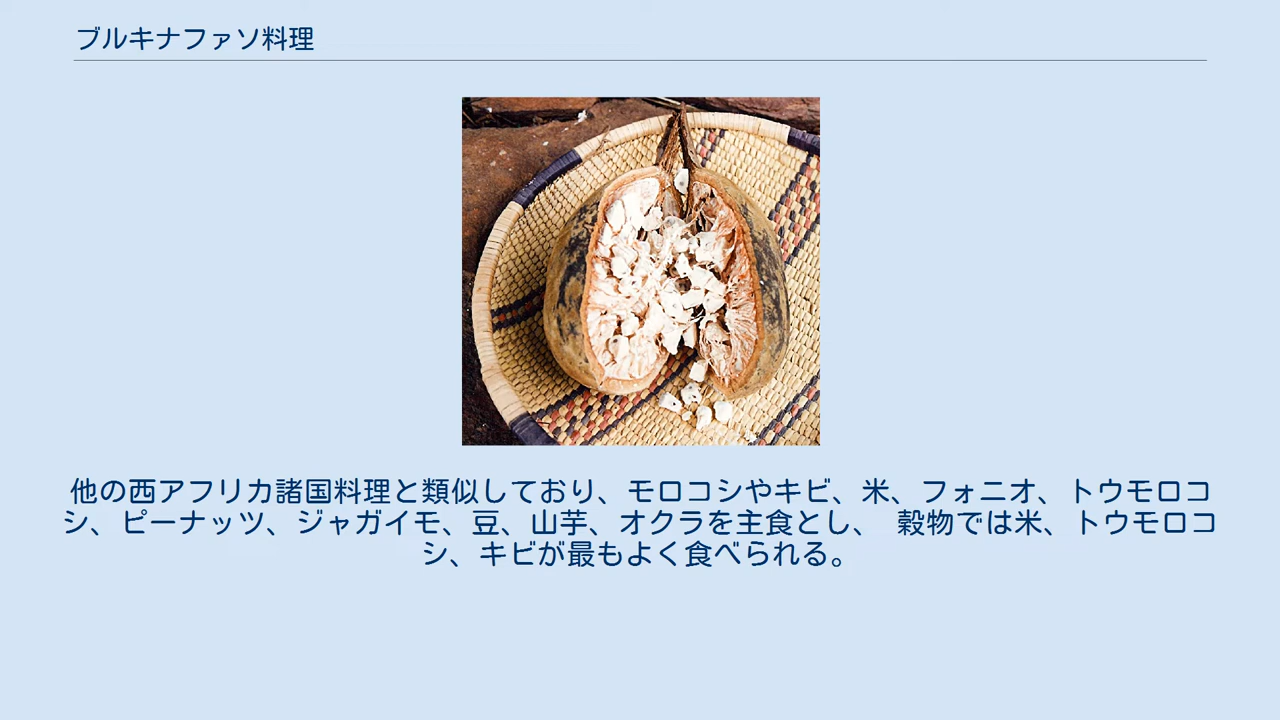 ブルキナファソ料理
他の西アフリカ諸国料理と類似しており、モロコシやキビ、米、フォニオ、トウモロコ
シ、ピーナッツ、ジャガイモ、豆、山芋、オクラを主食とし、 穀物では米、トウモロコ
シ、キビが最もよく食べられる。